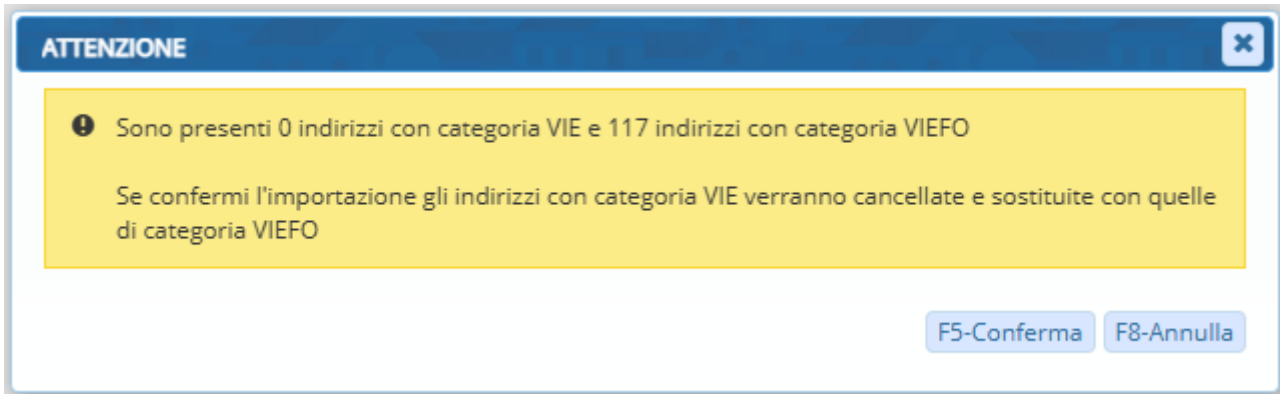 ATTENZIONE
Sono presenti 0 indirizzi con categoria VIE e 117 indirizzi con categoria VIEFO
Se confermi l'importazione gli indirizzi con categoria VIE verranno cancellate e sostituite con quelle
di categoria VIEFO
F5-Conferma F8-Annulla